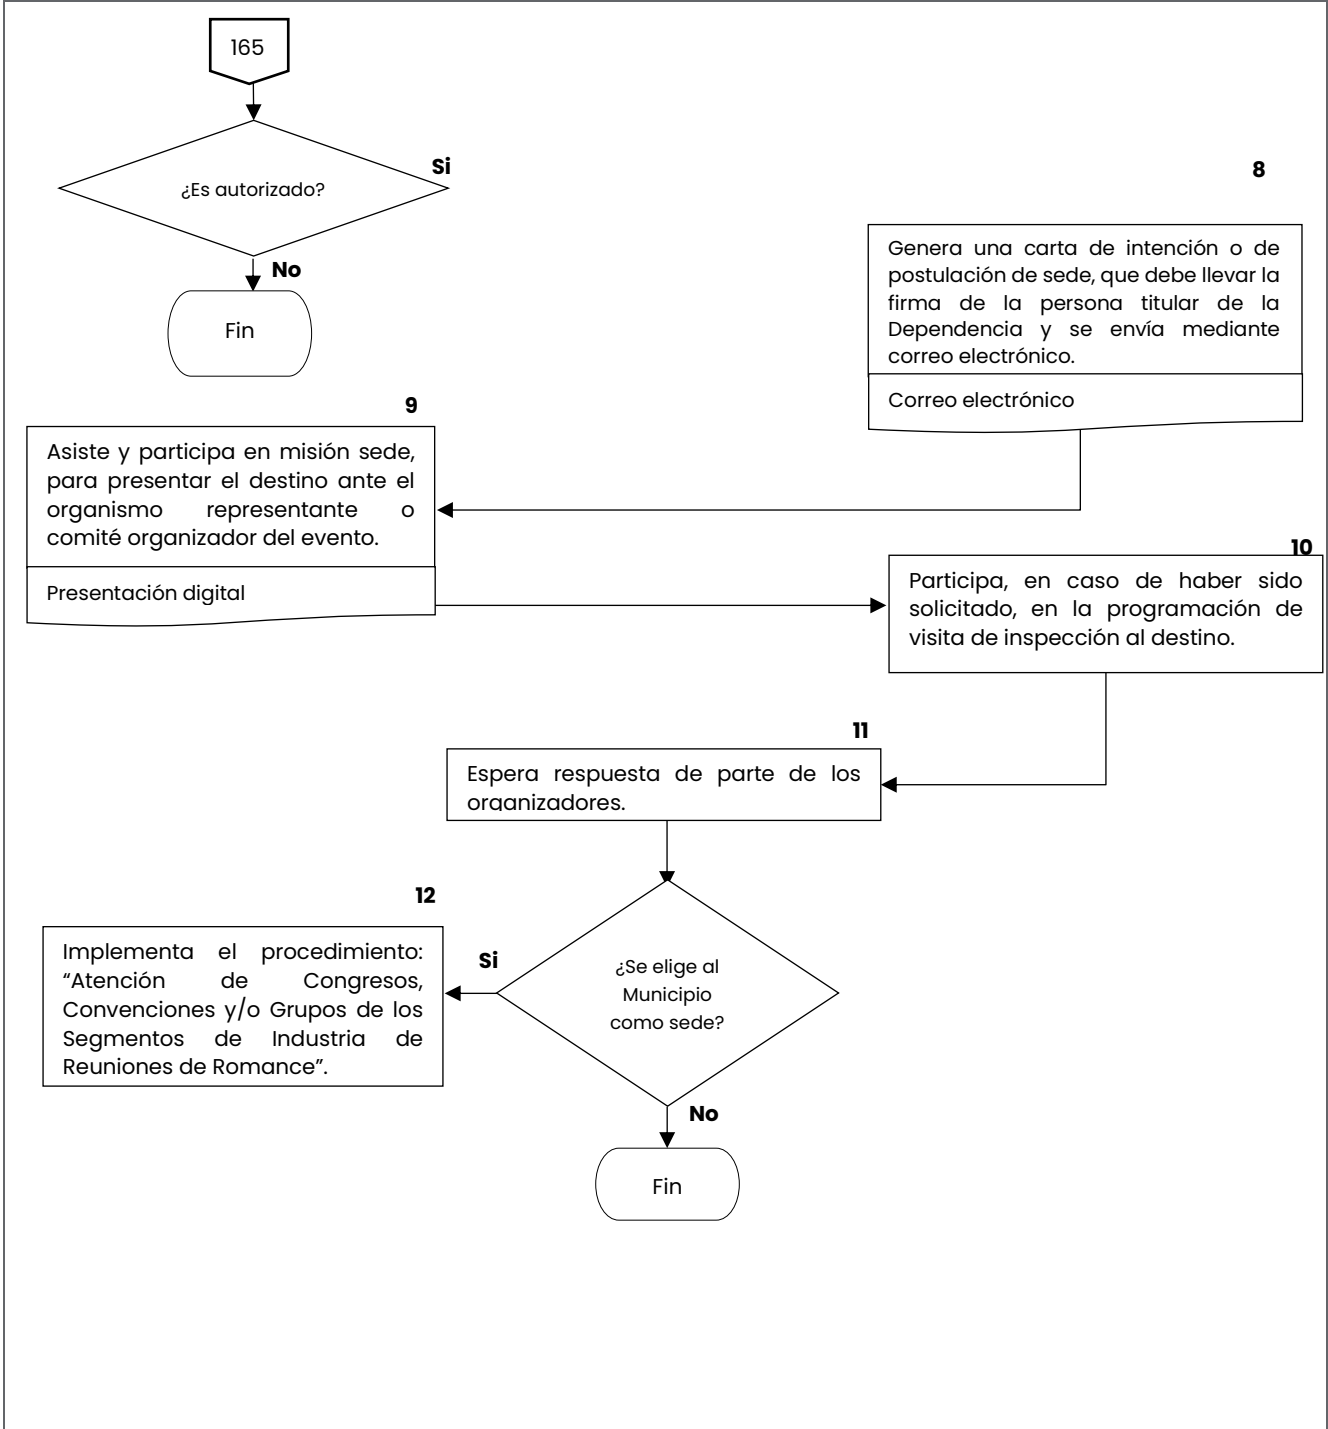 165
¿Es autorizado?
Si
No
Fin
8
Genera una carta de intención o de
postulación de sede, que debe llevar la
firma de la persona titular de la
Dependencia y se envía mediante
correo electrónico.
Correo electrónico
9
Asiste y participa en misión sede,
para presentar el destino ante el
organismo representante o
comité organizador del evento.
Presentación digital
10
Participa, en caso de haber sido
solicitado, en la programación de
visita de inspección al destino.
11
Espera respuesta de parte de los
organizadores.
¿Se elige al
Municipio
como sede?
Si
No
12
Implementa el procedimiento:
“Atención de Congresos,
Convenciones y/o Grupos de los
Segmentos de Industria de
Reuniones de Romance”.
Fin